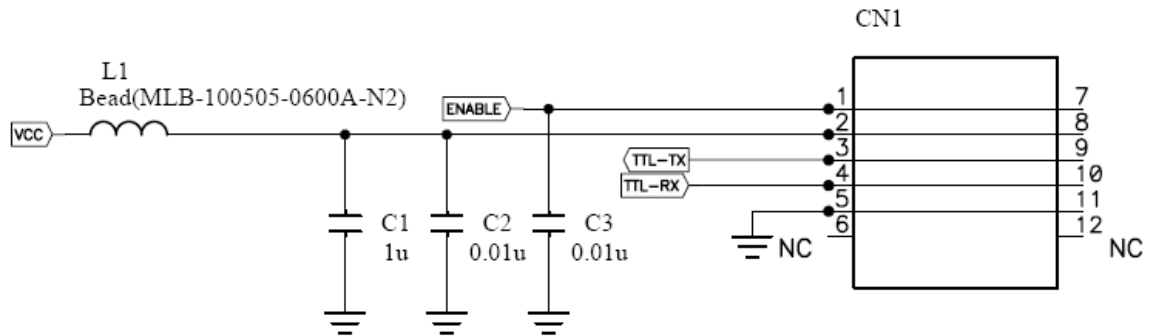 CN1
L1
Bead(MLB-100505-0600A-N2)
ENABLE
1
7
VCC
2
8
TTL-TX
3
9
TTL-RX
4
10
5
11
6
12
NC
NC
C1
1u
C2
0.01u
C3
0.01u